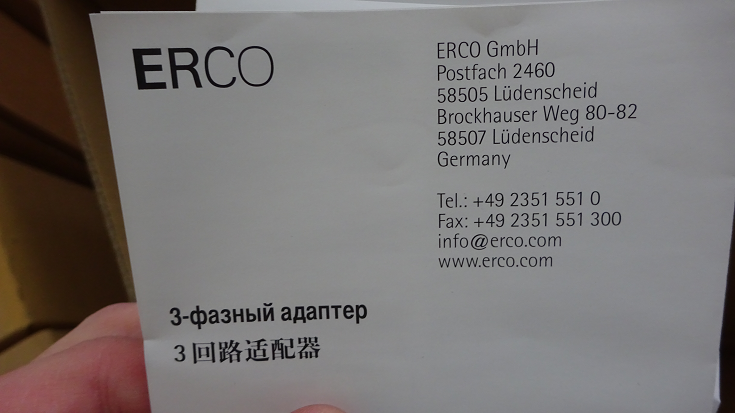 ERCO
ERCO GmbH
Postfach 2460
58505 Lüdenscheid
Brockhauser Weg 80-82
58507 Lüdenscheid
Germany
Tel.: +49 2351 551 0
Fax: +49 2351 551 300
info@erco.com
www.erco.com
3-фазный адаптер
3回路适配器